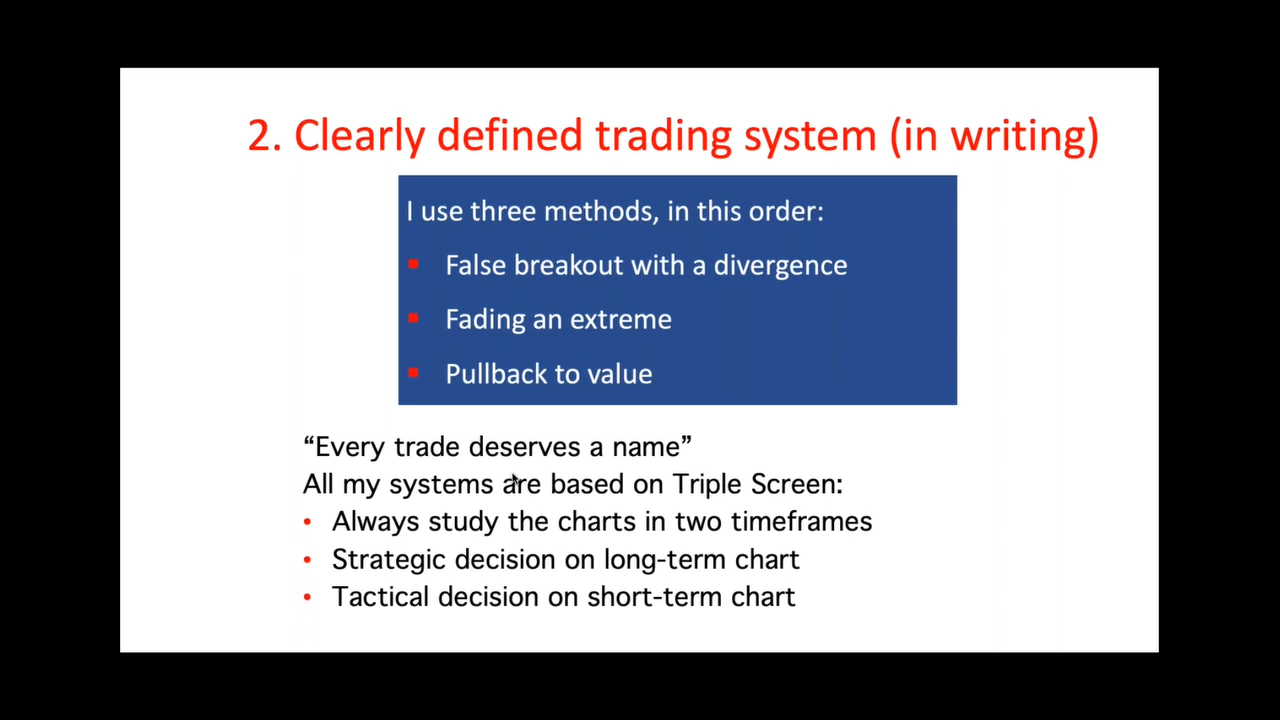 2. Clearly defined trading system (in writing)
I use three methods, in this order:
▪ False breakout with a divergence
▪ Fading an extreme
▪ Pullback to value
“Every trade deserves a name”
All my systems are based on Triple Screen:
• Always study the charts in two timeframes
• Strategic decision on long-term chart
• Tactical decision on short-term chart